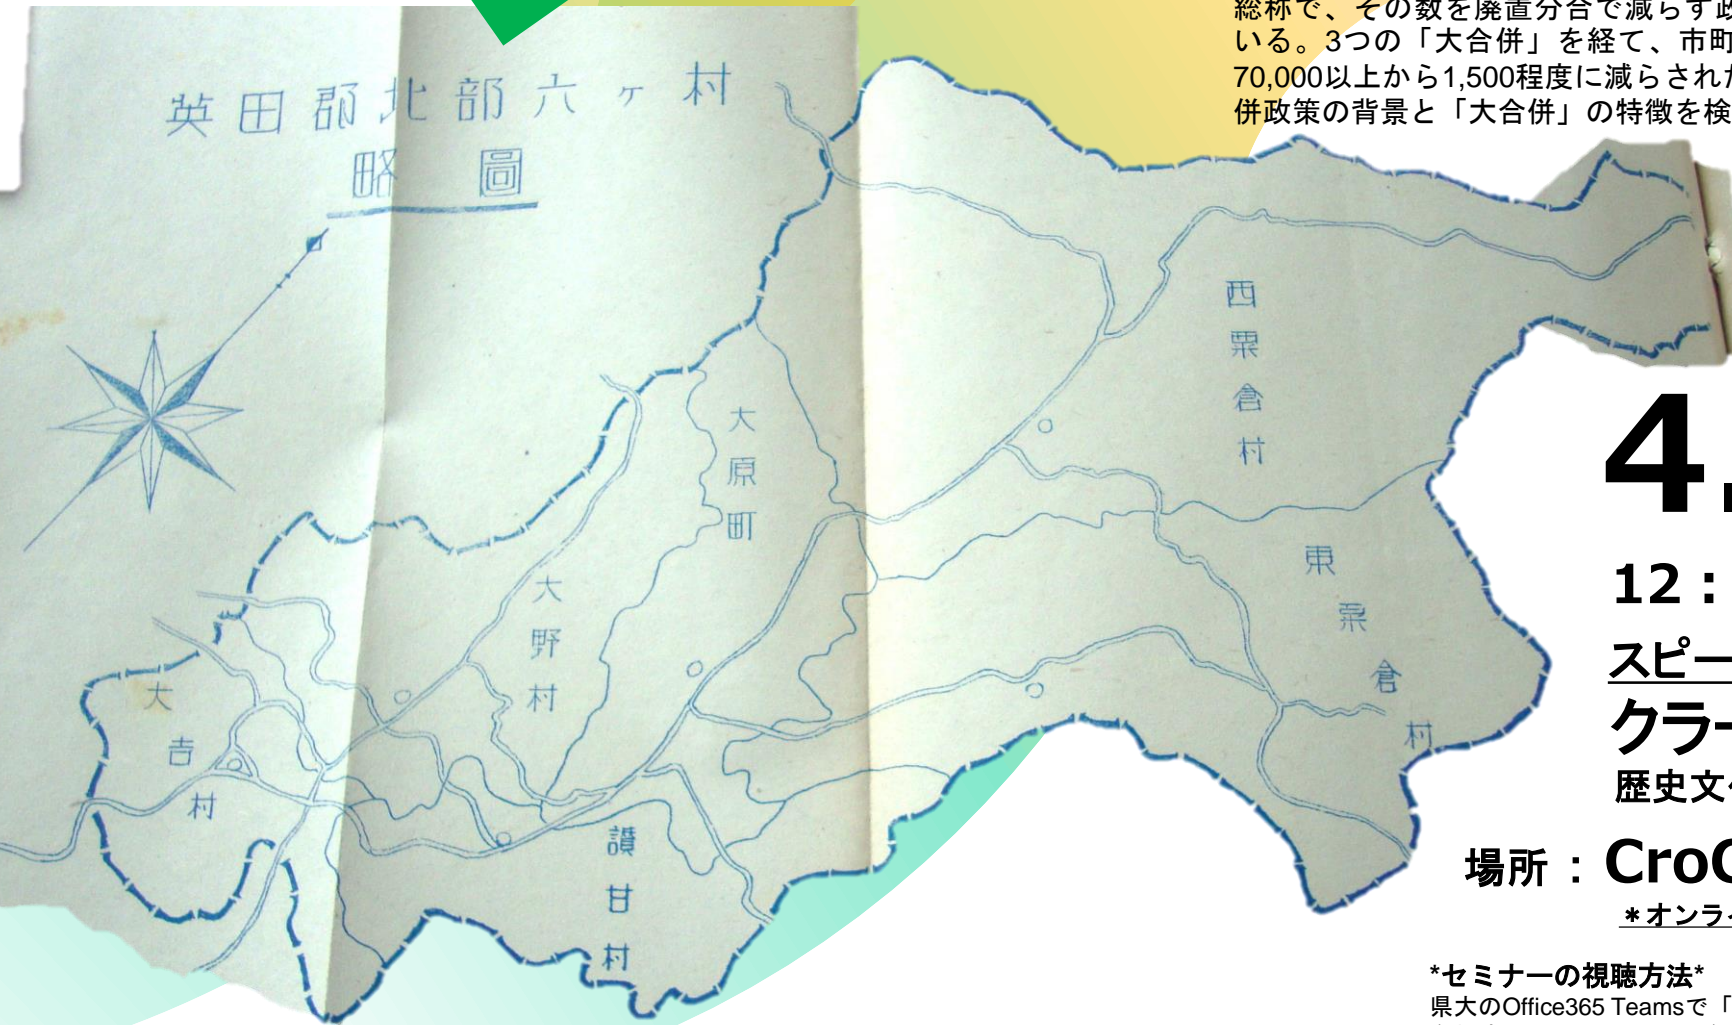 総称で、その数を廃置分合で減らす政
いる。3つの「大合併」を経て、市町
70,000以上から1,500程度に減らされた
併政策の背景と「大合併」の特徴を検
英田郡北部六ヶ村
略圖
西粟倉村
大原町
東粟倉村
大野村
大吉村
讃甘村
4.
12：
スピー
クラー
歴史文
場所：Cro
＊オンライ
*セミナーの視聴方法*
県大のOffice365 Teamsで「